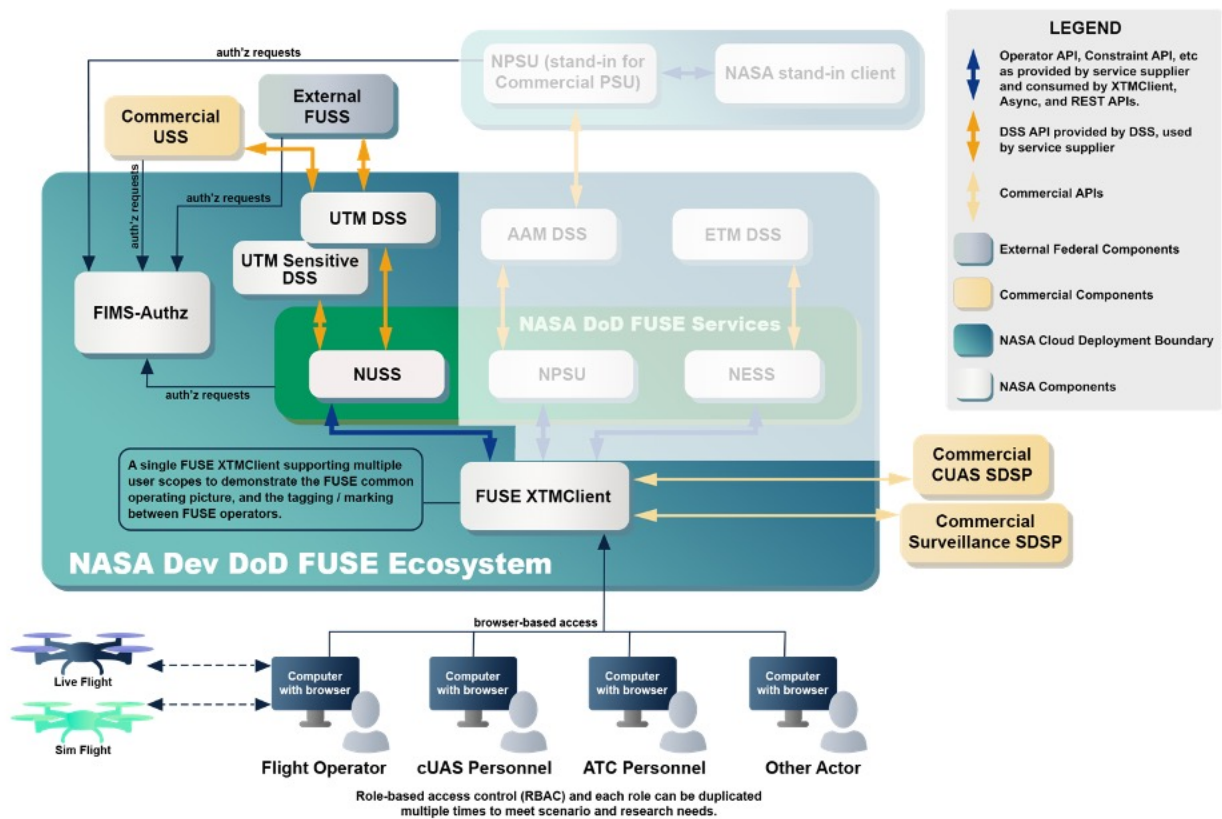 auth'z requests
NPSU (stand-in for
Commercial PSU)
NASA stand-in client
External
FUSS
Commercial
USS
auth'z requests
auth'z requests
UTM DSS
AAM DSS
ETM DSS
UTM Sensitive
DSS
FIMS-Authz
NASA DoD FUSE Services
NUSS
NPSU
NESS
auth'z requests
A single FUSE XTMClient supporting multiple
user scopes to demonstrate the FUSE common
operating picture, and the tagging / marking
between FUSE operators.
FUSE XTMClient
Commercial
CUAS SDSP
Commercial
Surveillance SDSP
NASA Dev DoD FUSE Ecosystem
LEGEND
Operator API, Constraint API, etc
as provided by service supplier
and consumed by XTMClient,
Async, and REST APIs.
DSS API provided by DSS, used
by service supplier
Commercial APIs
External Federal Components
Commercial Components
NASA Cloud Deployment Boundary
NASA Components
browser-based access
Live Flight
Sim Flight
Computer
with browser
Computer
with browser
Computer
with browser
Computer
with browser
Flight Operator
cUAS Personnel
ATC Personnel
Other Actor
Role-based access control (RBAC) and each role can be duplicated
multiple times to meet scenario and research needs.